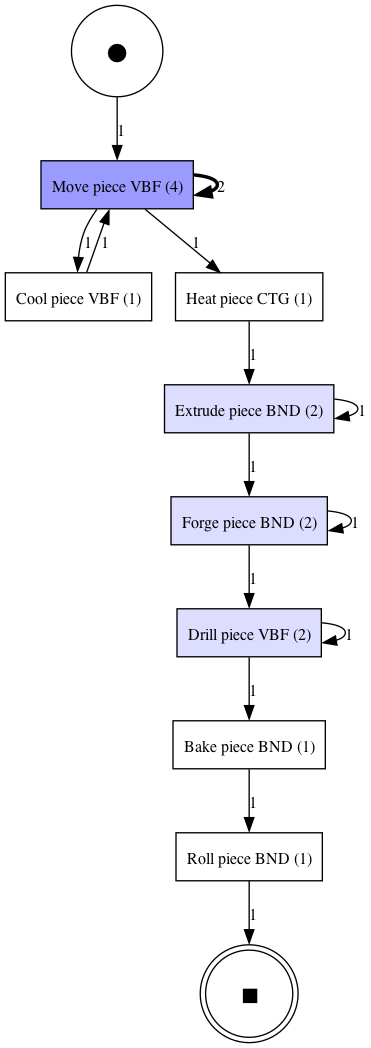 1
Move piece VBF (4)
2
1
1
1
Cool piece VBF (1)
Heat piece CTG (1)
1
Extrude piece BND (2)
1
1
Forge piece BND (2)
1
1
Drill piece VBF (2)
1
1
Bake piece BND (1)
1
Roll piece BND (1)
1